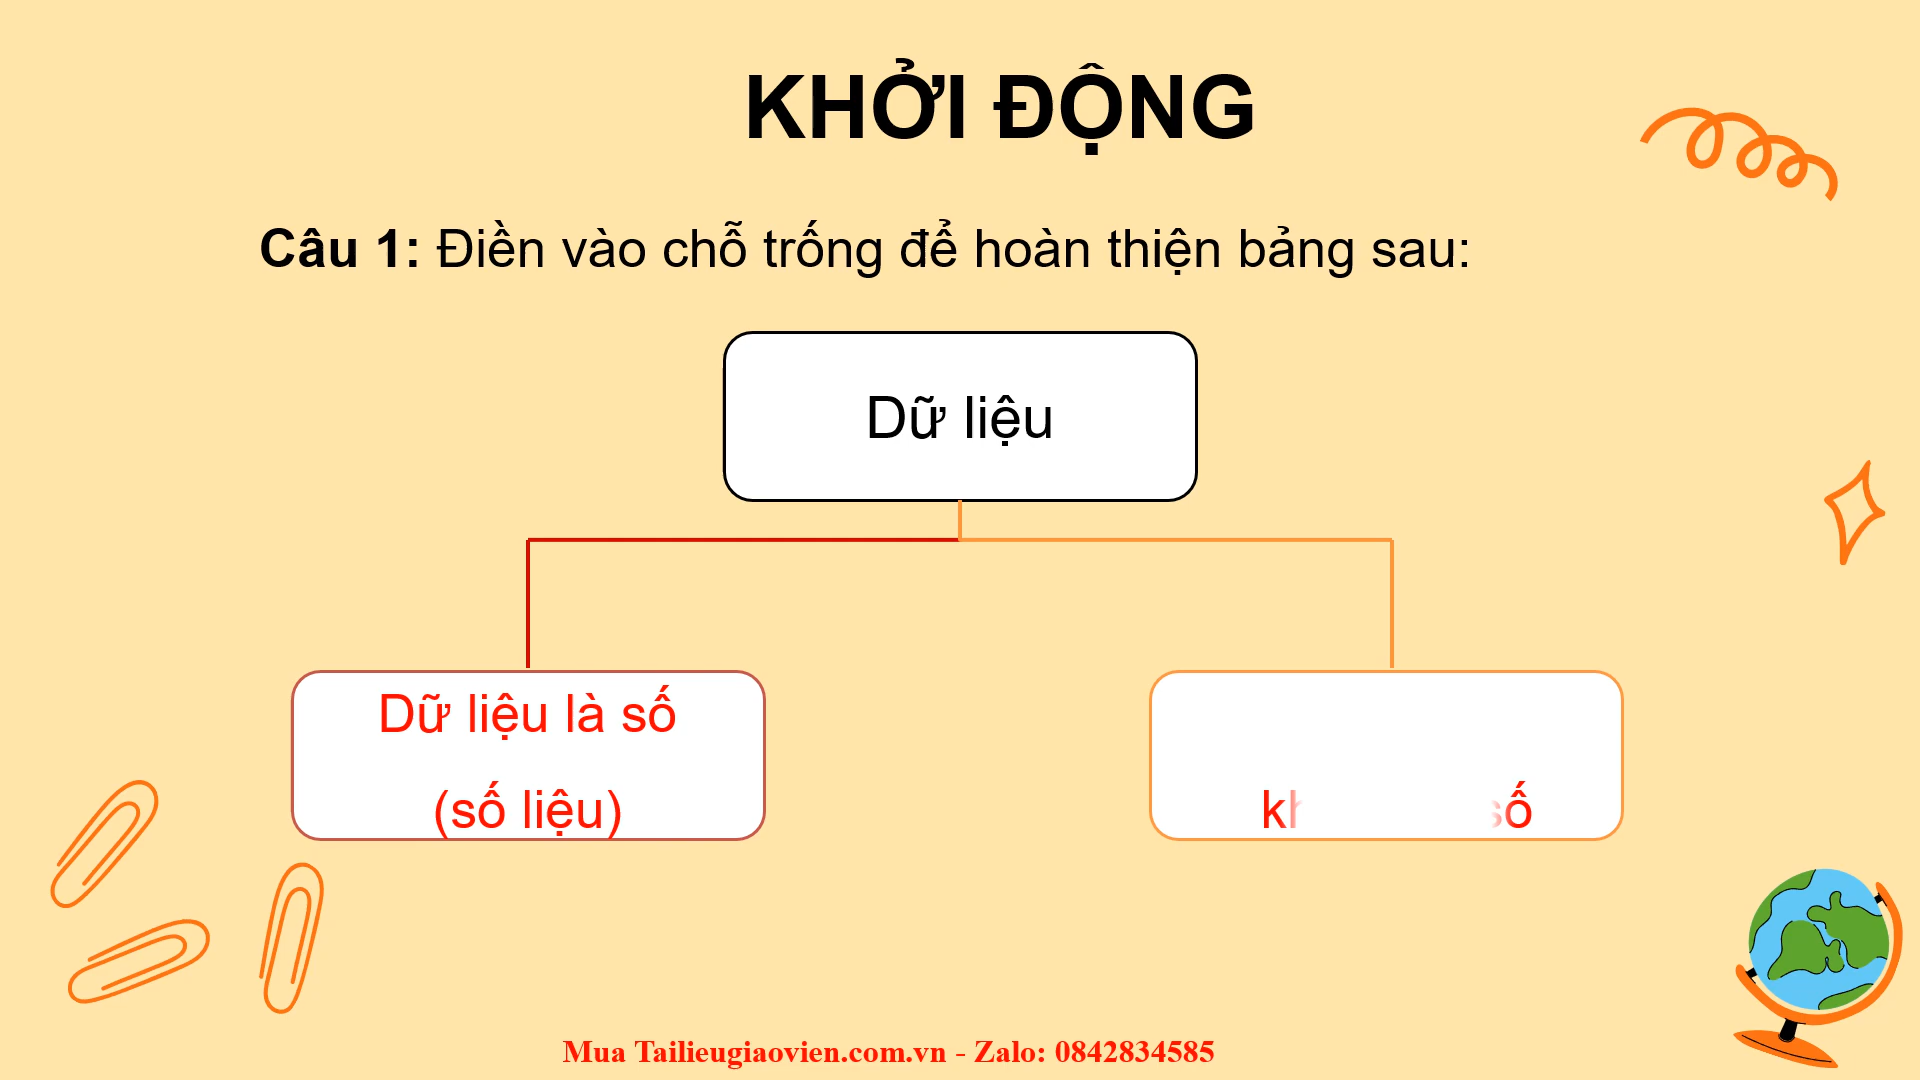 KHỞI ĐỘNG
Câu 1: Điền vào chỗ trống để hoàn thiện bảng sau:
Dữ liệu
Dữ liệu là số
(số liệu)
số
Mua Tailieugiaovien.com.vn - Zalo: 0842834585